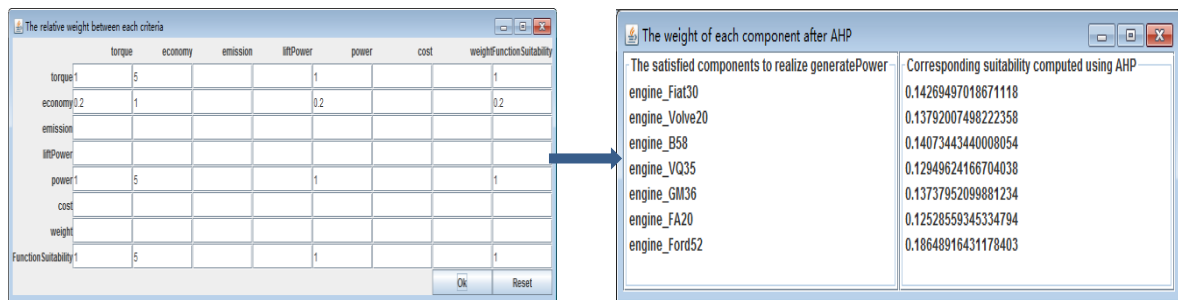 The relative weight between each criteria
torque economy emission liftPower power cost weightFunctionSuitability
torque 1 5 1 1
economy 0.2 1 0.2 0.2
emission
liftPower
power 1 5 1 1
cost
weight
FunctionSuitability 1 5 1 1
Ok Reset
The weight of each component after AHP
The satisfied components to realize generatePower Corresponding suitability computed using AHP
engine_Fiat30 0.14269497018671118
engine_Volve20 0.13792007498222358
engine_B58 0.14073443440008054
engine_VQ35 0.12949624166704038
engine_GM36 0.13737952099881234
engine_FA20 0.12528559345334794
engine_Ford52 0.18648916431178403